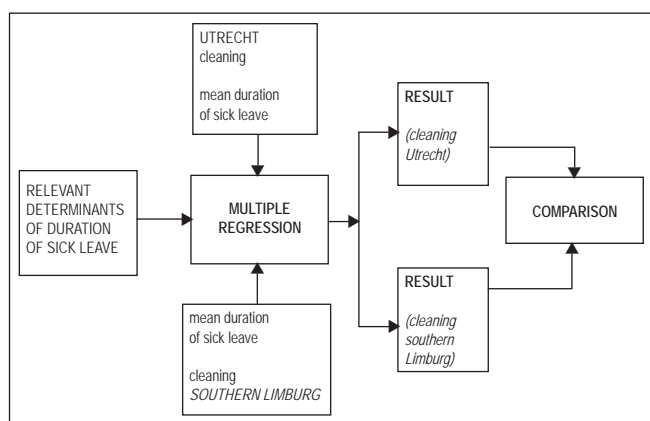 UTRECHT
cleaning
mean duration
of sick leave
RELEVANT
DETERMINANTS
OF DURATION
OF SICK LEAVE
MULTIPLE
REGRESSION
mean duration
of sick leave
cleaning
SOUTHERN LIMBURG
RESULT
(cleaning
Utrecht)
RESULT
(cleaning
southern
Limburg)
COMPARISON